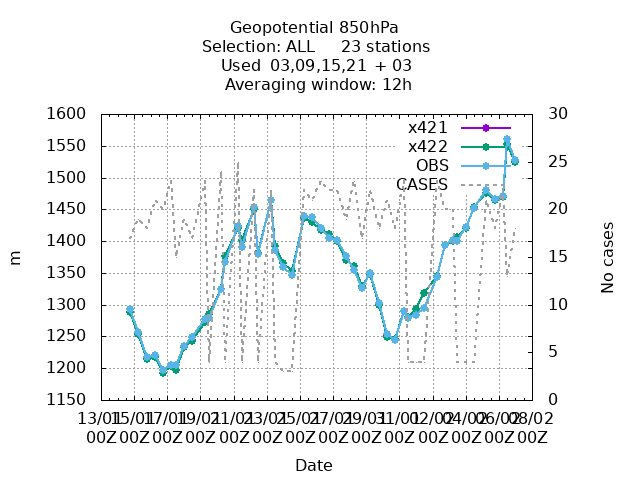 Geopotential 850hPa
Selection: ALL 23 stations
Used 03,09,15,21 + 03
Averaging window: 12h
1600 30
x421
x422
OBS
CASES
1550
1500 25
1450 20
1400
m
1350 15
No cases
1300 10
1250
1200 5
1150 0
13/01 15/01 17/01 19/01 21/01 23/01 25/01 27/01 29/01 31/01 02/02 04/02 06/02 08/02
00Z 00Z 00Z 00Z 00Z 00Z 00Z 00Z 00Z 00Z 00Z 00Z 00Z 00Z
Date